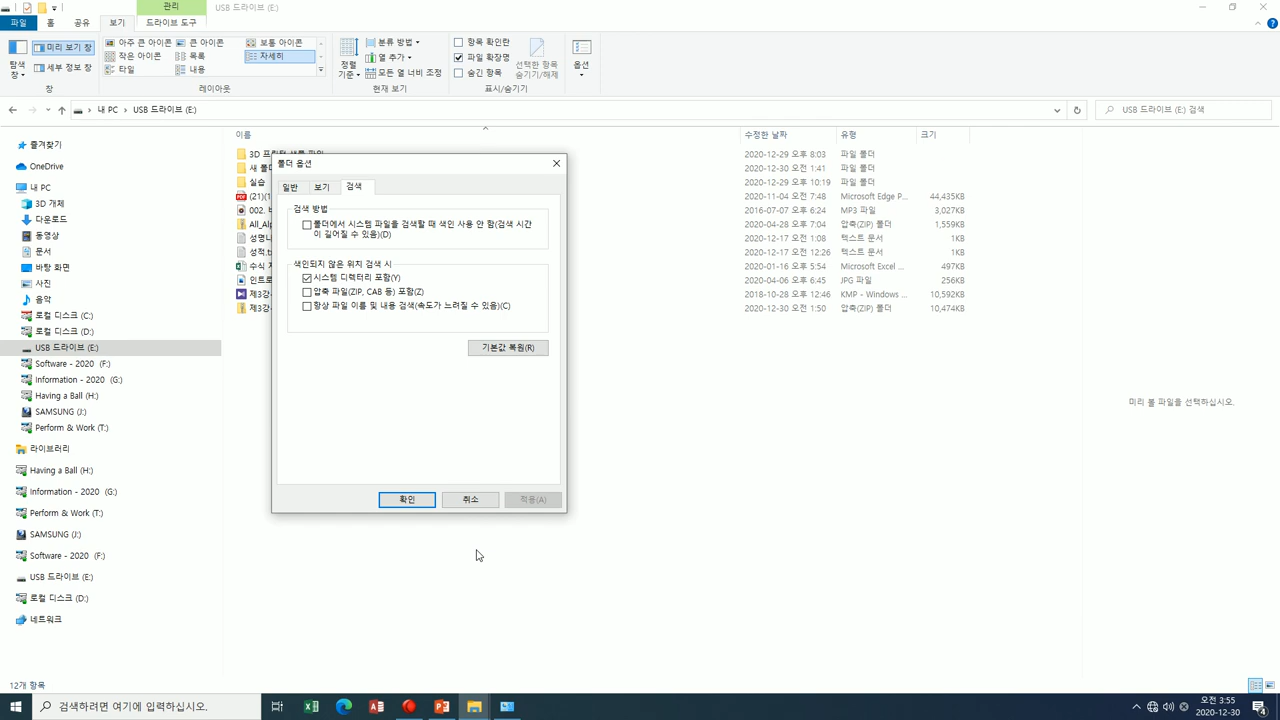 관리
USB 드라이브 (E:)
파일
홈
공유
보기
드라이브 도구
탐색 창
미리 보기 창
세부 정보 창
창
아주 큰 아이콘
큰 아이콘
보통 아이콘
작은 아이콘
목록
자세히
타일
내용
레이아웃
정렬 기준
분류 방법
열 추가
모든 열 너비 조정
현재 보기
항목 확인란
파일 확장명
숨긴 항목
선택한 항목 숨기기/해제
표시/숨기기
옵션
내 PC > USB 드라이브 (E:)
USB 드라이브 (E:) 검색
이름
수정한 날짜
유형
크기
즐겨찾기
OneDrive
내 PC
3D 개체
다운로드
동영상
문서
바탕 화면
사진
음악
로컬 디스크 (C:)
로컬 디스크 (D:)
USB 드라이브 (E:)
Software - 2020 (F:)
Information - 2020 (G:)
Having a Ball (H:)
SAMSUNG (J:)
Perform & Work (T:)
라이브러리
Having a Ball (H:)
Information - 2020 (G:)
Perform & Work (T:)
SAMSUNG (J:)
Software - 2020 (F:)
USB 드라이브 (E:)
로컬 디스크 (D:)
네트워크
2020-12-29 오후 8:03 파일 폴더
새 폴 2020-12-30 오전 1:41 파일 폴더
실습 2020-12-29 오후 10:19 파일 폴더
(21)(1 2020-11-04 오전 7:48 Microsoft Edge P... 44,435KB
002. 2016-07-07 오후 6:24 MP3 파일 3,027KB
All_Al 2020-04-28 오후 7:04 압축(ZIP) 폴더 1,559KB
성명 2020-12-17 오전 1:08 텍스트 문서 1KB
성적.t 2020-12-17 오전 12:26 텍스트 문서 1KB
수식 2020-01-16 오후 5:54 Microsoft Excel ... 497KB
인트로 2020-04-06 오후 6:45 JPG 파일 256KB
제3강 2018-10-28 오후 12:46 KMP - Windows ... 10,592KB
제3강 2020-12-30 오전 1:50 압축(ZIP) 폴더 10,474KB
폴더 옵션
일반
보기
검색
검색 방법
폴더에서 시스템 파일을 검색할 때 색인 사용 안 함(검색 시간
이 길어질 수 있음)(D)
색인되지 않은 위치 검색 시
시스템 디렉터리 포함(Y)
압축 파일(ZIP, CAB 등) 포함(Z)
항상 파일 이름 및 내용 검색(속도가 느려질 수 있음)(C)
기본값 복원(R)
확인
취소
적용(A)
미리 볼 파일을 선택하십시오.
12개 항목
검색하려면 여기에 입력하십시오.
오전 3:55
2020-12-30
4